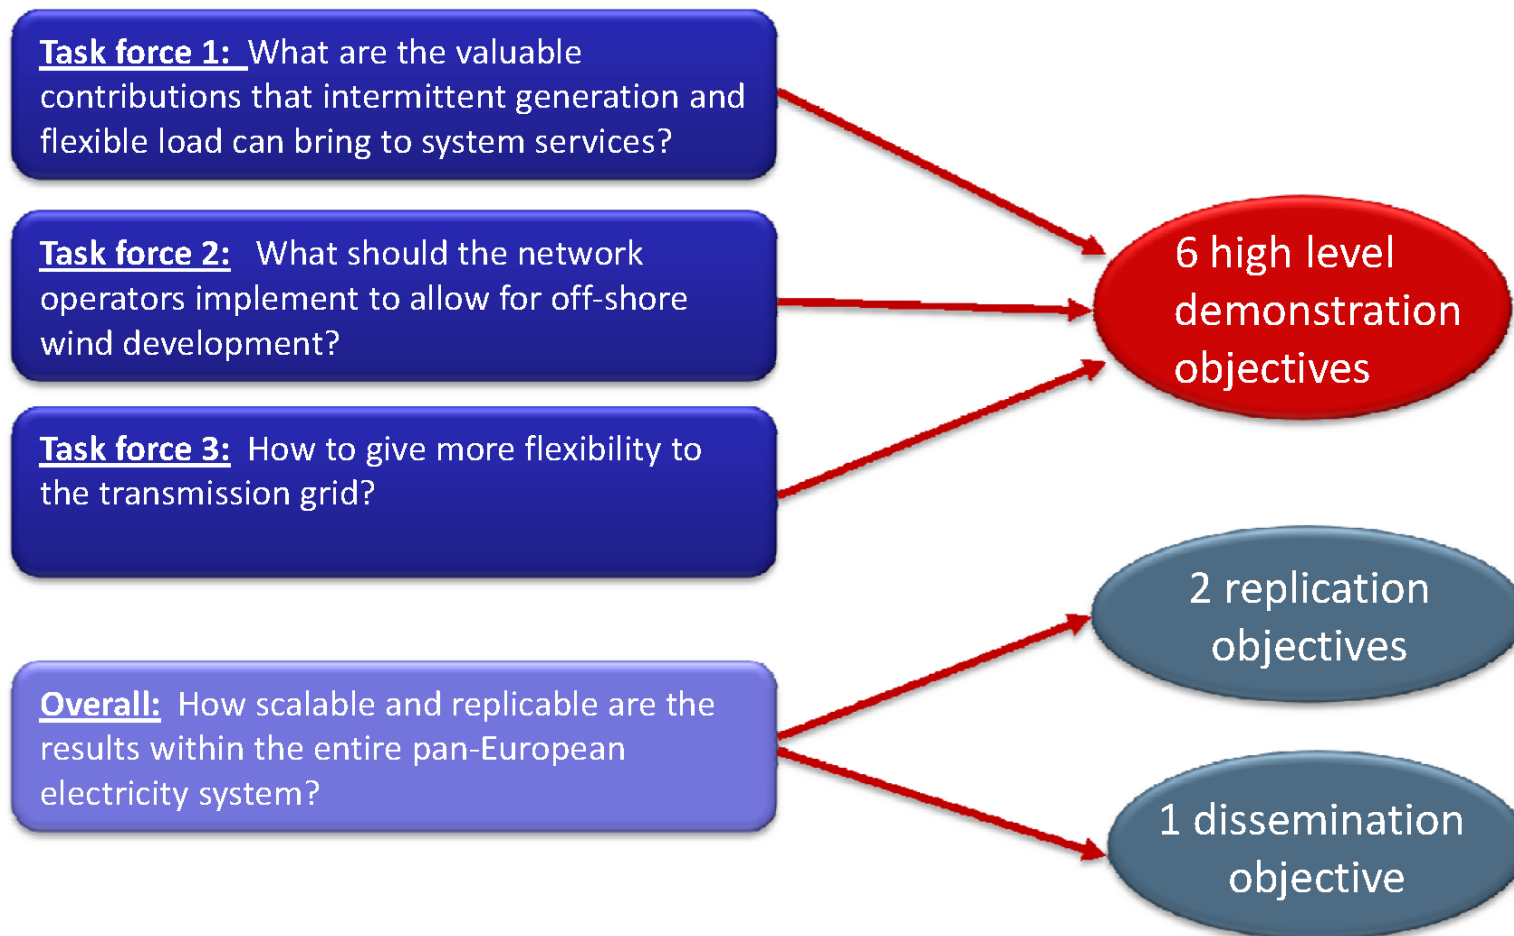 Task force 1: What are the valuable
contributions that intermittent generation and
flexible load can bring to system services?
Task force 2: What should the network
operators implement to allow for off-shore
wind development?
Task force 3: How to give more flexibility to
the transmission grid?
6 high level
demonstration
objectives
Overall: How scalable and replicable are the
results within the entire pan-European
electricity system?
2 replication
objectives
1 dissemination
objective